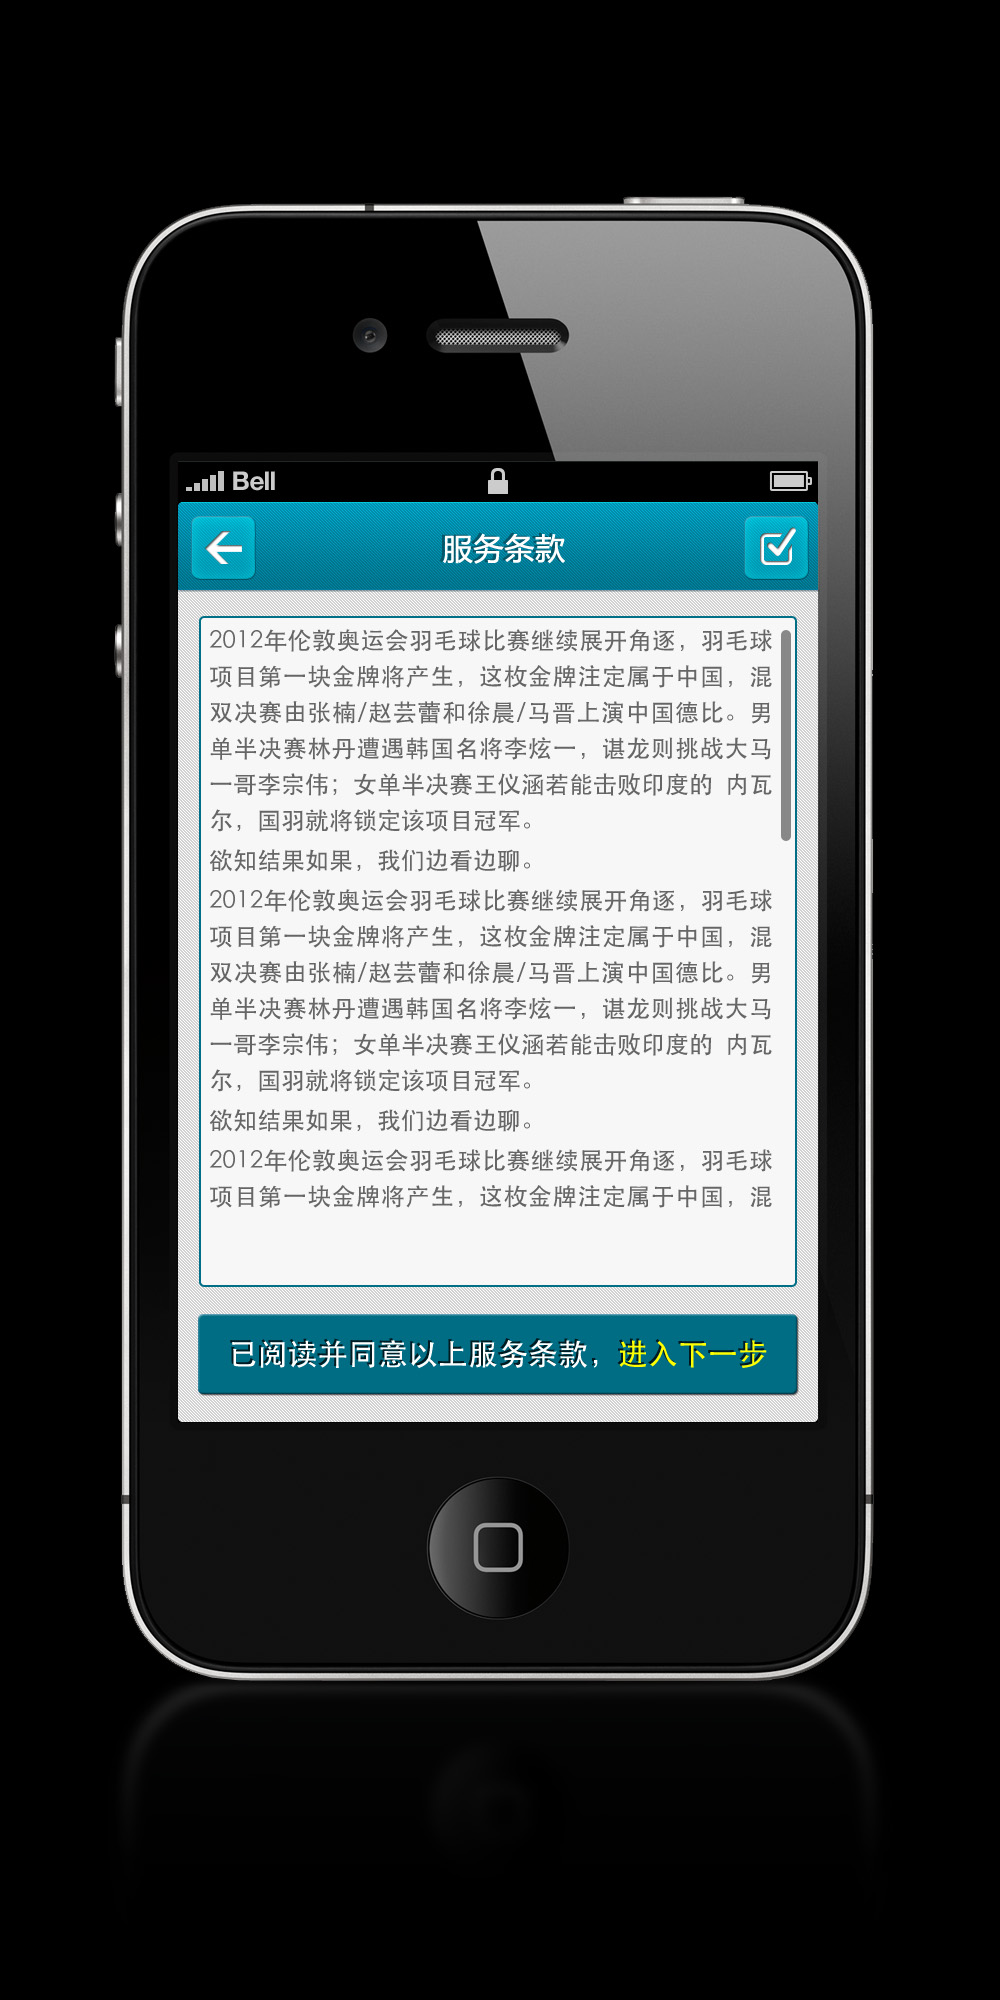 Bell
服务条款
2012年伦敦奥运会羽毛球比赛继续展开角逐，羽毛球
项目第一块金牌将产生，这枚金牌注定属于中国，混
双决赛由张楠/赵芸蕾和徐晨/马晋上演中国德比。男
单半决赛林丹遭遇韩国名将李炫一，谌龙则挑战大马
一哥李宗伟；女单半决赛王仪涵若能击败印度的 内瓦
尔，国羽就将锁定该项目冠军。
欲知结果如果，我们边看边聊。
2012年伦敦奥运会羽毛球比赛继续展开角逐，羽毛球
项目第一块金牌将产生，这枚金牌注定属于中国，混
双决赛由张楠/赵芸蕾和徐晨/马晋上演中国德比。男
单半决赛林丹遭遇韩国名将李炫一，谌龙则挑战大马
一哥李宗伟；女单半决赛王仪涵若能击败印度的 内瓦
尔，国羽就将锁定该项目冠军。
欲知结果如果，我们边看边聊。
2012年伦敦奥运会羽毛球比赛继续展开角逐，羽毛球
项目第一块金牌将产生，这枚金牌注定属于中国，混
已阅读并同意以上服务条款，进入下一步